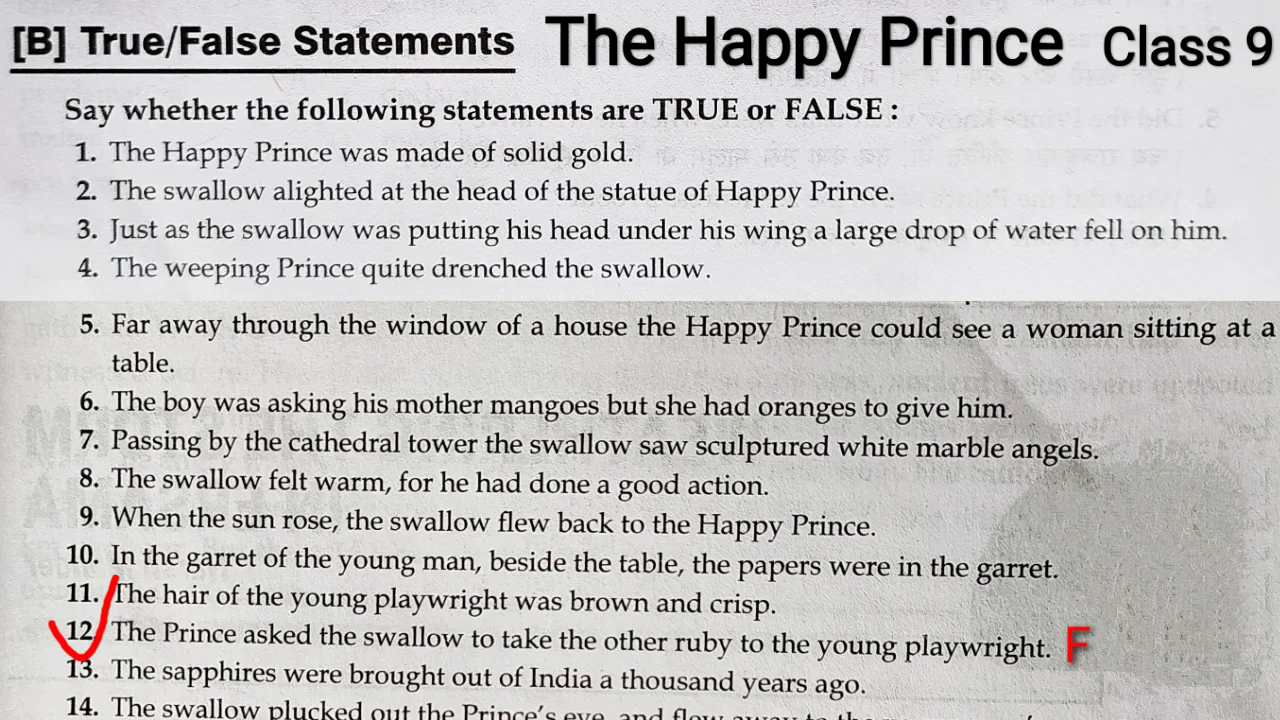 [B] True/False Statements The Happy Prince Class 9
Say whether the following statements are TRUE or FALSE :
1. The Happy Prince was made of solid gold.
2. The swallow alighted at the head of the statue of Happy Prince.
3. Just as the swallow was putting his head under his wing a large drop of water fell on him.
4. The weeping Prince quite drenched the swallow.
5. Far away through the window of a house the Happy Prince could see a woman sitting at a
table.
6. The boy was asking his mother mangoes but she had oranges to give him.
7. Passing by the cathedral tower the swallow saw sculptured white marble angels.
8. The swallow felt warm, for he had done a good action.
9. When the sun rose, the swallow flew back to the Happy Prince.
10. In the garret of the young man, beside the table, the papers were in the garret.
11. The hair of the young playwright was brown and crisp.
12. The Prince asked the swallow to take the other ruby to the young playwright. F
13. The sapphires were brought out of India a thousand years ago.
14. The swallow plucked out the Prince's eye, and flew away to the